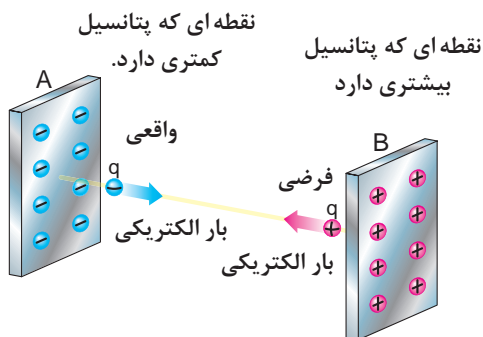 نقطه ای که پتانسیل
بیشتری دارد
نقطه ای که پتانسیل
کمتری دارد.
A
B
واقعی
فرضی
q
q
بار الکتریکی
بار الکتریکی